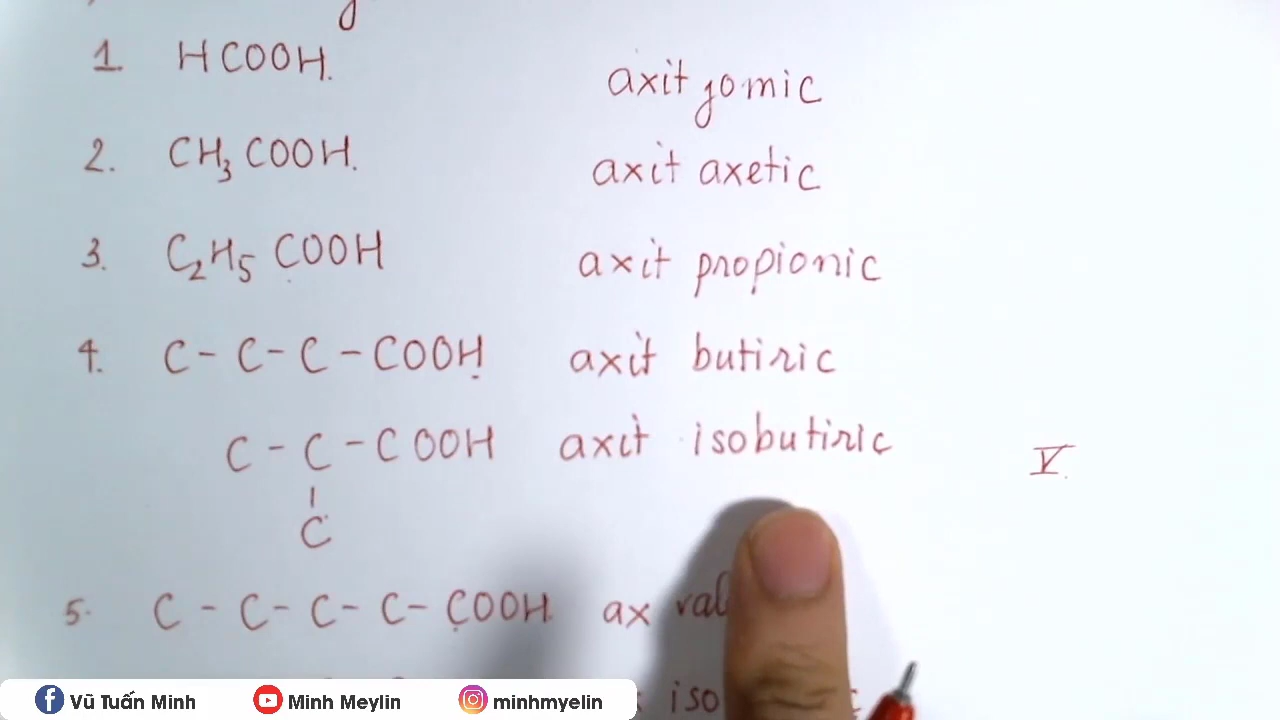 1. HCOOH. axit fomic
2. CH₃COOH. axit axetic
3. C₂H₅COOH axit propionic
4. C - C - C - COOH axit butiric
C - C - COOH axit isobutiric V.
C
5. C - C - C - C - COOH ax val
iso
Vũ Tuấn Minh Minh Meylin minhmyelin